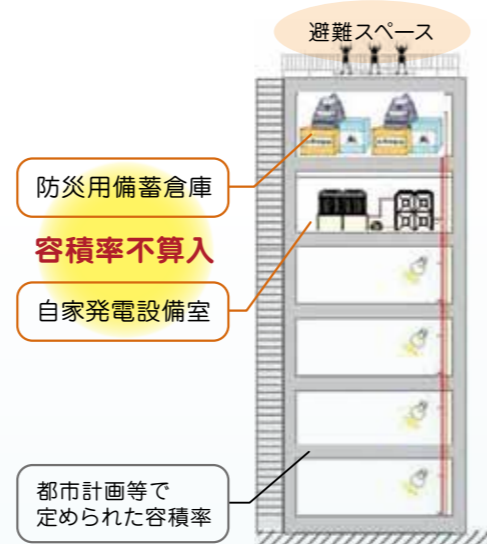 避難スペース
防災用備蓄倉庫
容積率不算入
自家発電設備室
都市計画等で
定められた容積率